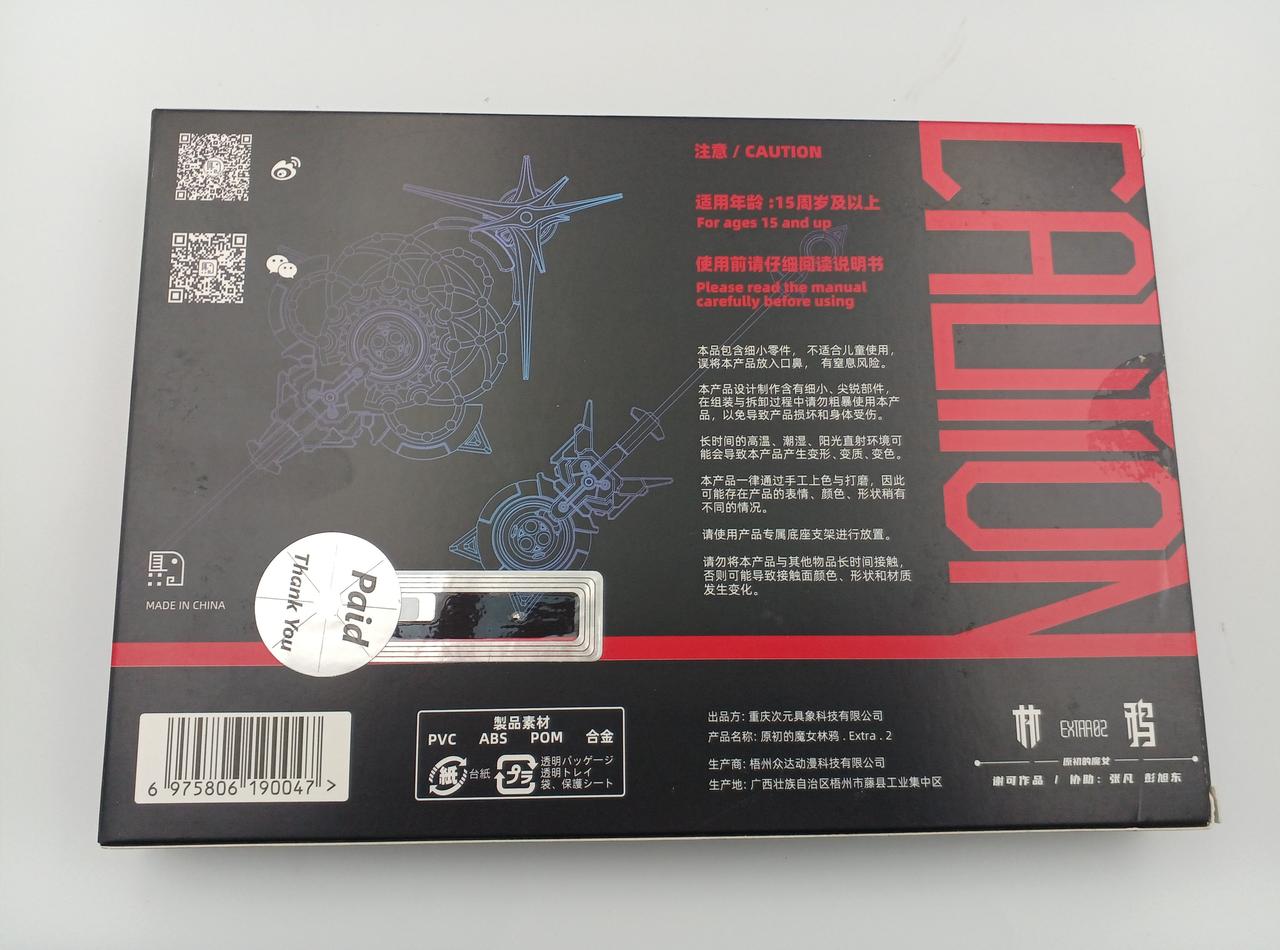 注意 / CAUTION
适用年龄 :15周岁及以上
For ages 15 and up
使用前请仔细阅读说明书
Please read the manual
carefully before using
本品包含细小零件， 不适合儿童使用，
误将本产品放入口鼻， 有窒息风险。
本产品设计制作含有细小、尖锐部件，
在组装与拆卸过程中请勿粗暴使用本产
品，以免导致产品损坏和身体受伤。
长时间的高温、潮湿、阳光直射环境可
能会导致本产品产生变形、变质、变色。
本产品一律通过手工上色与打磨，因此
可能存在产品的表情、颜色、形状稍有
不同的情况。
请使用产品专属底座支架进行放置。
请勿将本产品与其他物品长时间接触，
否则可能导致接触面颜色、形状和材质
发生变化。
CAUTION
MADE IN CHINA
Paid
Thank You
6 975806 190047 >
製品素材
PVC ABS POM 合金
紙 台紙
プラ 透明パッケージ
透明トレイ
袋、保護シート
出品方: 重庆次元具象科技有限公司
产品名称: 原初的魔女林鸦 . Extra . 2
生产商: 梧州众达动漫科技有限公司
生产地: 广西壮族自治区梧州市藤县工业集中区
林 EXTRA02 鸦
原初的魔女
谢可作品 / 协助: 张凡 彭旭东